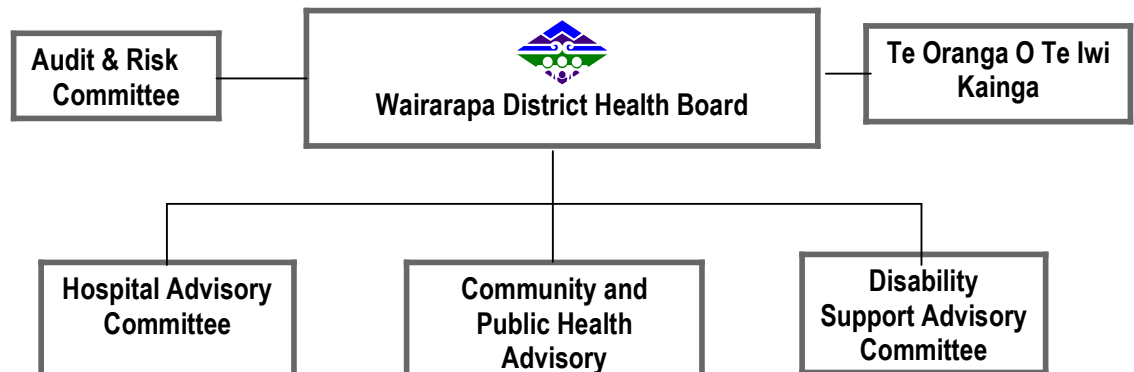 Audit & Risk
Committee
Wairarapa District Health Board
Te Oranga O Te Iwi
Kainga
Hospital Advisory
Committee
Community and
Public Health
Advisory
Disability
Support Advisory
Committee